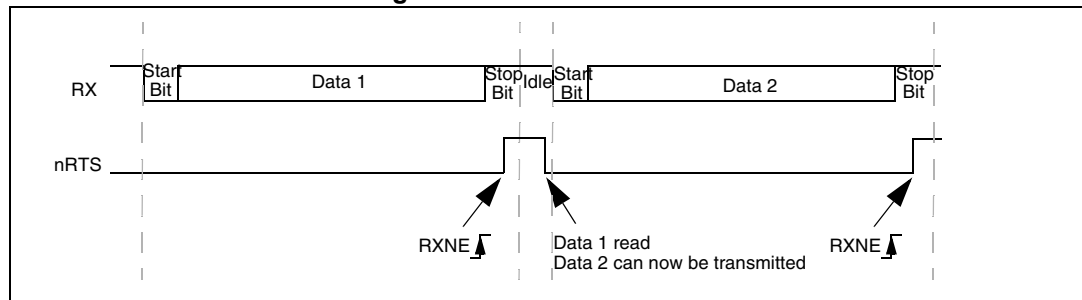 RX
Start Bit
Data 1
Stop Bit
Idle
Start Bit
Data 2
Stop Bit
nRTS
RXNE
Data 1 read
Data 2 can now be transmitted
RXNE